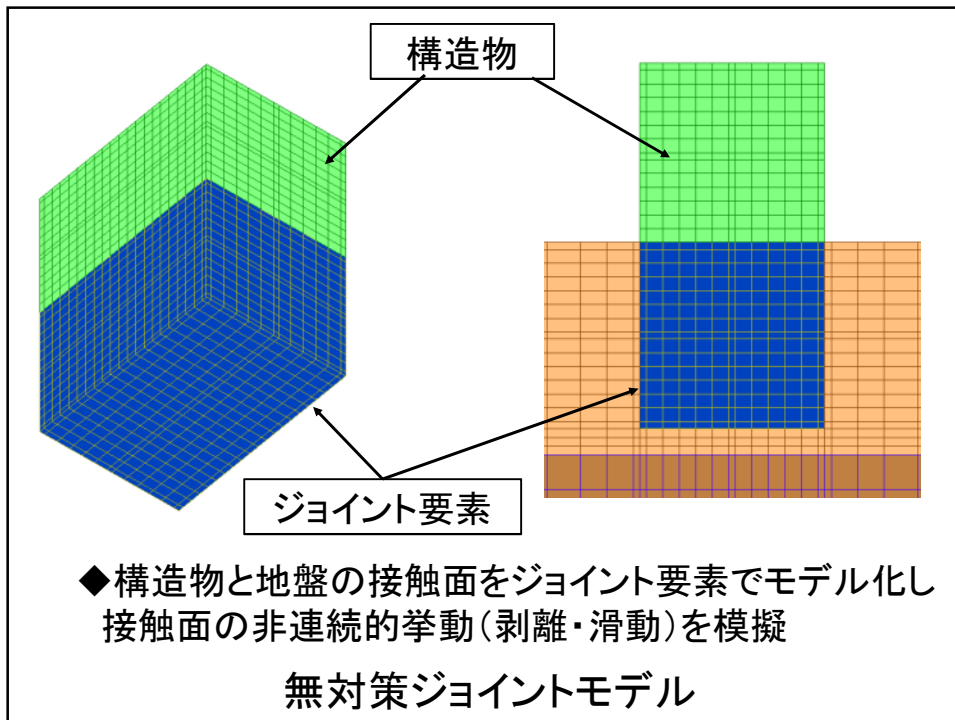 構造物
ジョイント要素
◆構造物と地盤の接触面をジョイント要素でモデル化し
接触面の非連続的挙動(剥離・滑動)を模擬
無対策ジョイントモデル